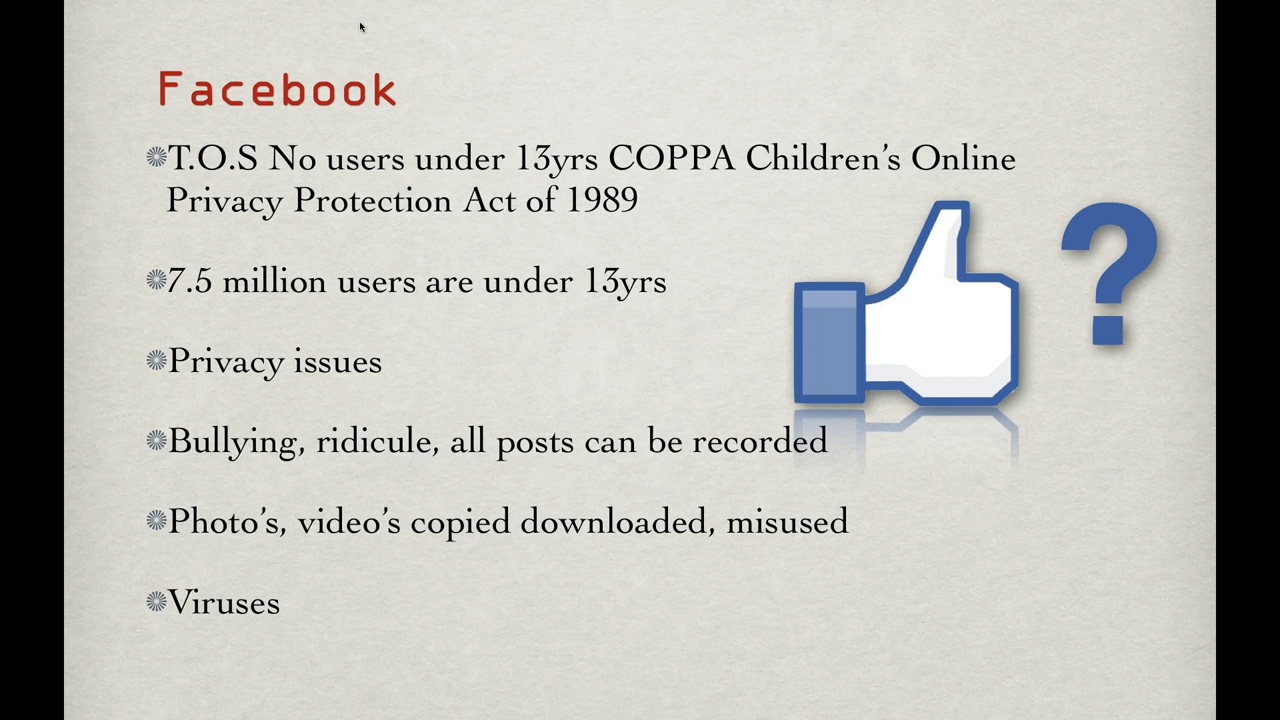 Facebook
T.O.S No users under 13yrs COPPA Children’s Online
Privacy Protection Act of 1989
7.5 million users are under 13yrs
Privacy issues
Bullying, ridicule, all posts can be recorded
Photo’s, video’s copied downloaded, misused
Viruses
?